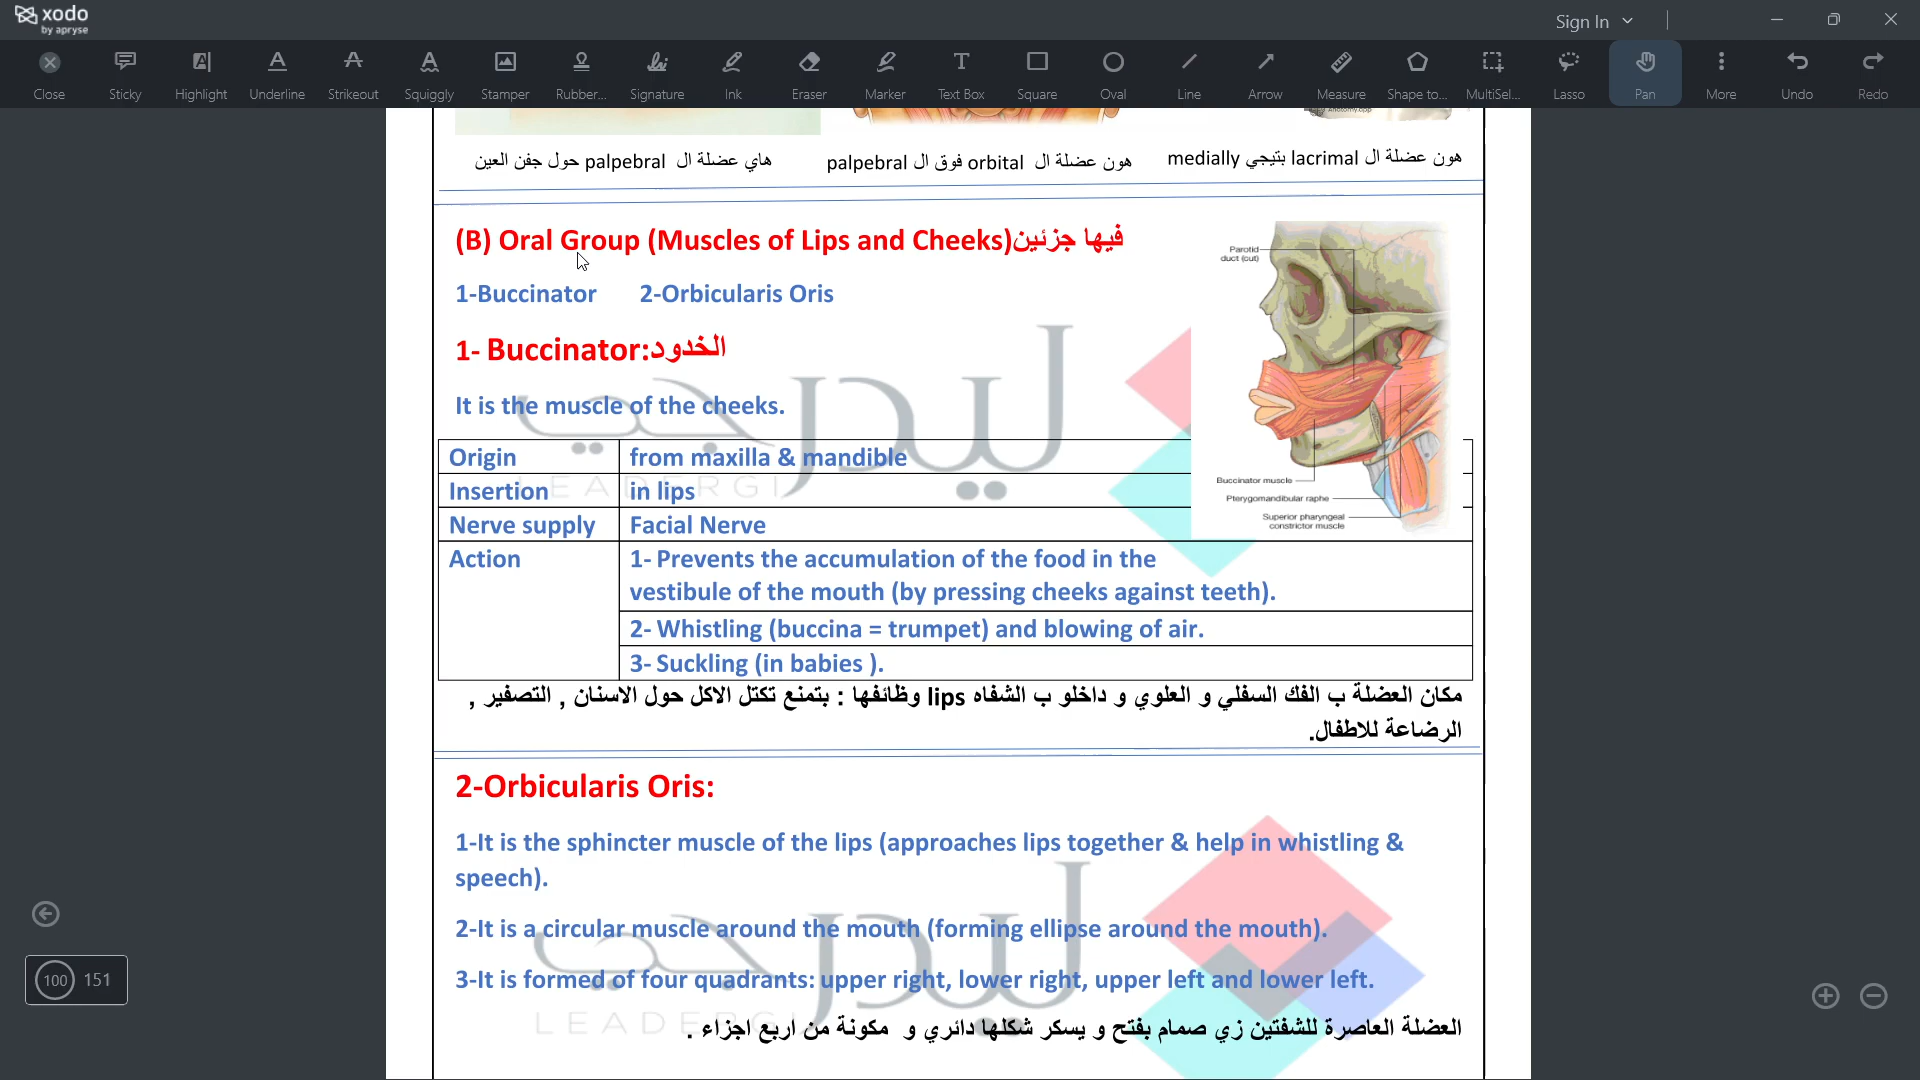 xodo
by apryse
Sign In
Close Sticky Highlight Underline Strikeout Squiggly Stamper Rubber... Signature Ink Eraser Marker Text Box Square Oval Line Arrow Measure Shape to... MultiSel... Lasso Pan More Undo Redo
هاي عضلة ال palpebral حول جفن العين
هون عضلة ال orbital فوق ال palpebral
هون عضلة ال lacrimal بتيجي medially
(B) Oral Group (Muscles of Lips and Cheeks)فيها جزئين
1-Buccinator 2-Orbicularis Oris
1- Buccinator:الخدود
It is the muscle of the cheeks.
Parotid
duct (cut)
Buccinator muscle
Pterygomandibular raphe
Superior pharyngeal
constrictor muscle
Origin from maxilla & mandible
Insertion in lips
Nerve supply Facial Nerve
Action 1- Prevents the accumulation of the food in the
vestibule of the mouth (by pressing cheeks against teeth).
2- Whistling (buccina = trumpet) and blowing of air.
3- Suckling (in babies ).
مكان العضلة ب الفك السفلي و العلوي و داخلو ب الشفاه lips وظائفها : بتمنع تكتل الاكل حول الاسنان , التصفير ,
الرضاعة للاطفال.
ليدرجي
LEADERGI
2-Orbicularis Oris:
1-It is the sphincter muscle of the lips (approaches lips together & help in whistling &
speech).
2-It is a circular muscle around the mouth (forming ellipse around the mouth).
3-It is formed of four quadrants: upper right, lower right, upper left and lower left.
العضلة العاصرة للشفتين زي صمام بفتح و يسكر شكلها دائري و مكونة من اربع اجزاء .
ليدرجي
LEADERGI
100 151